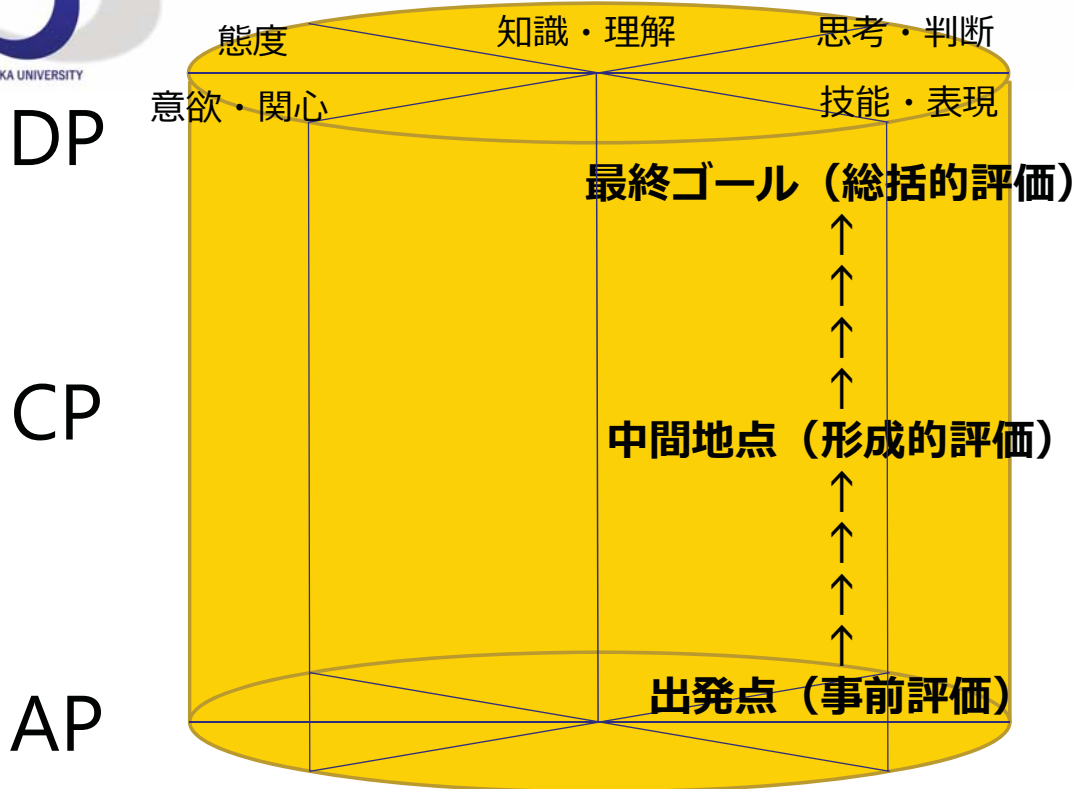 KA UNIVERSITY
態度
知識・理解
思考・判断
意欲・関心
技能・表現
DP
最終ゴール（総括的評価）
↑
↑
↑
↑
CP
中間地点（形成的評価）
↑
↑
↑
↑
出発点（事前評価）
AP